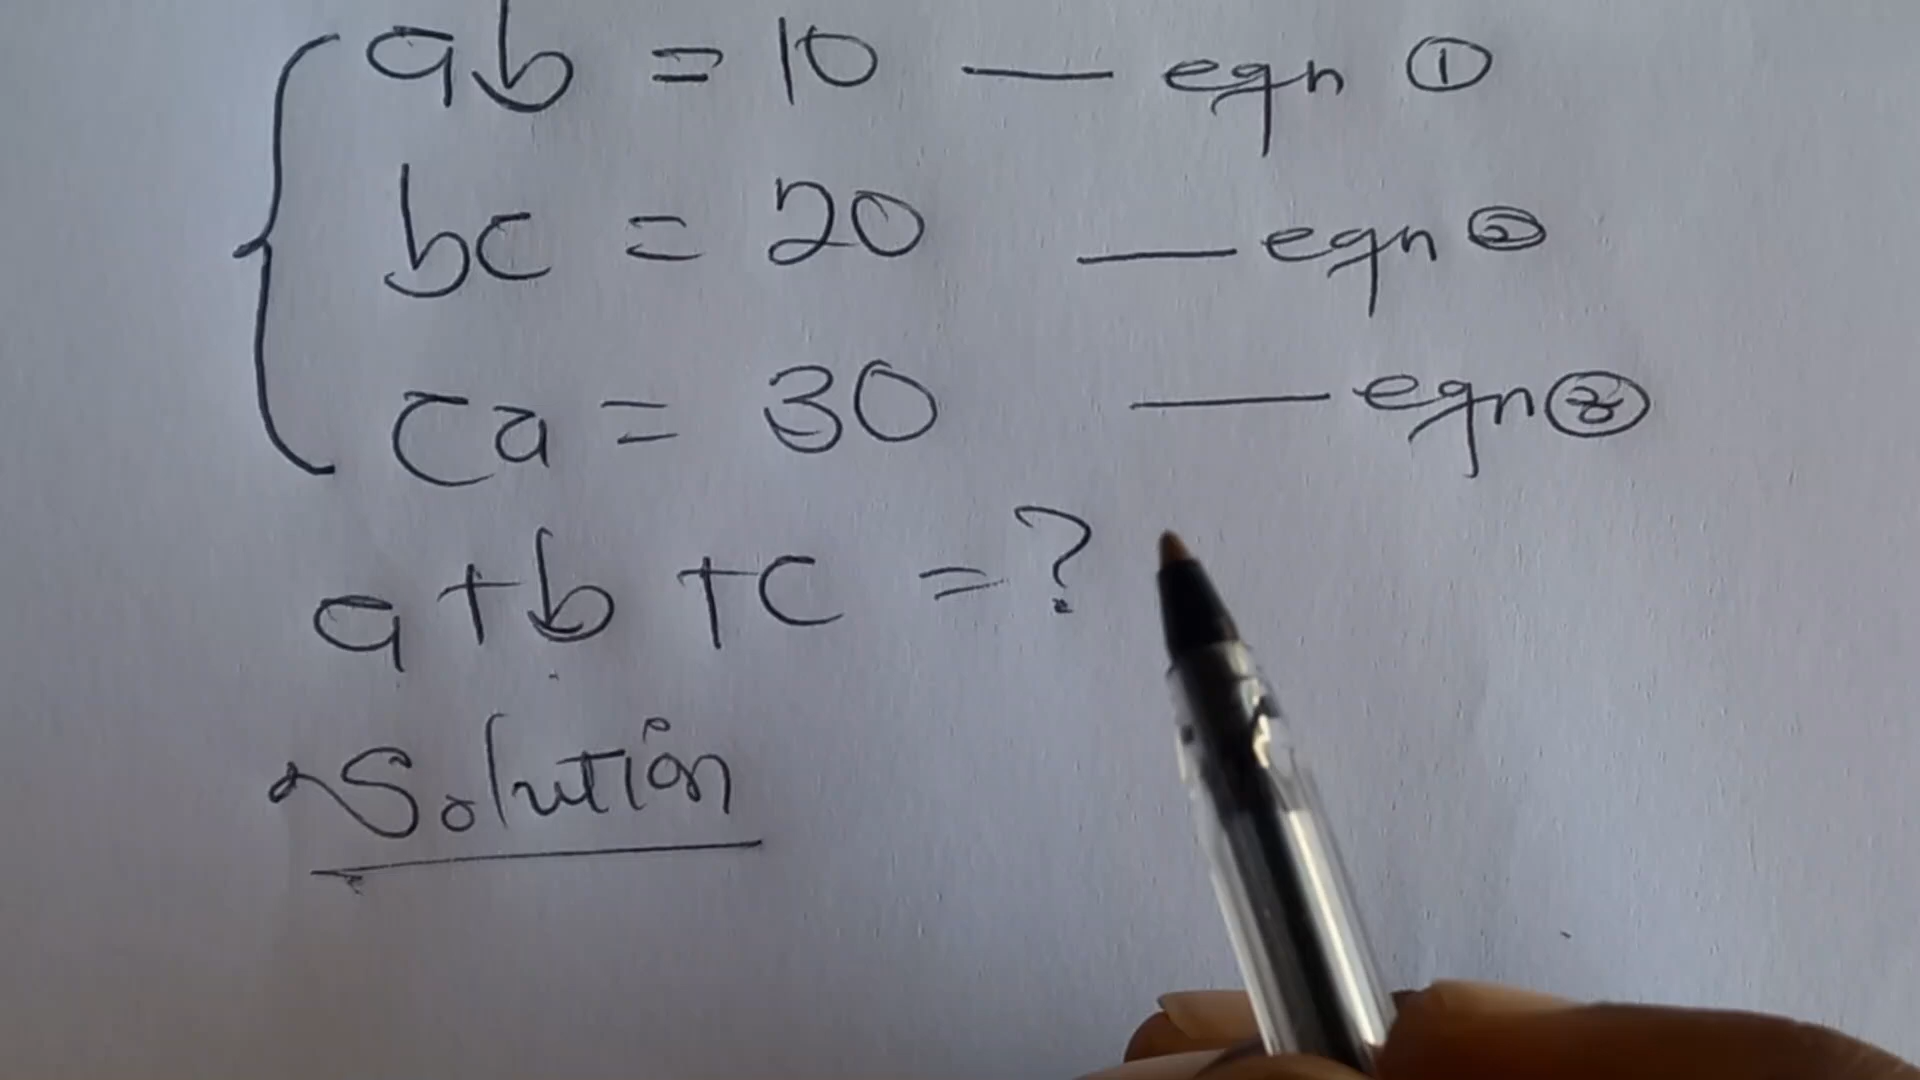 ab = 10 — eqn ①
bc = 20 — eqn ②
ca = 30 — eqn ③
a+b+c = ?
Solution